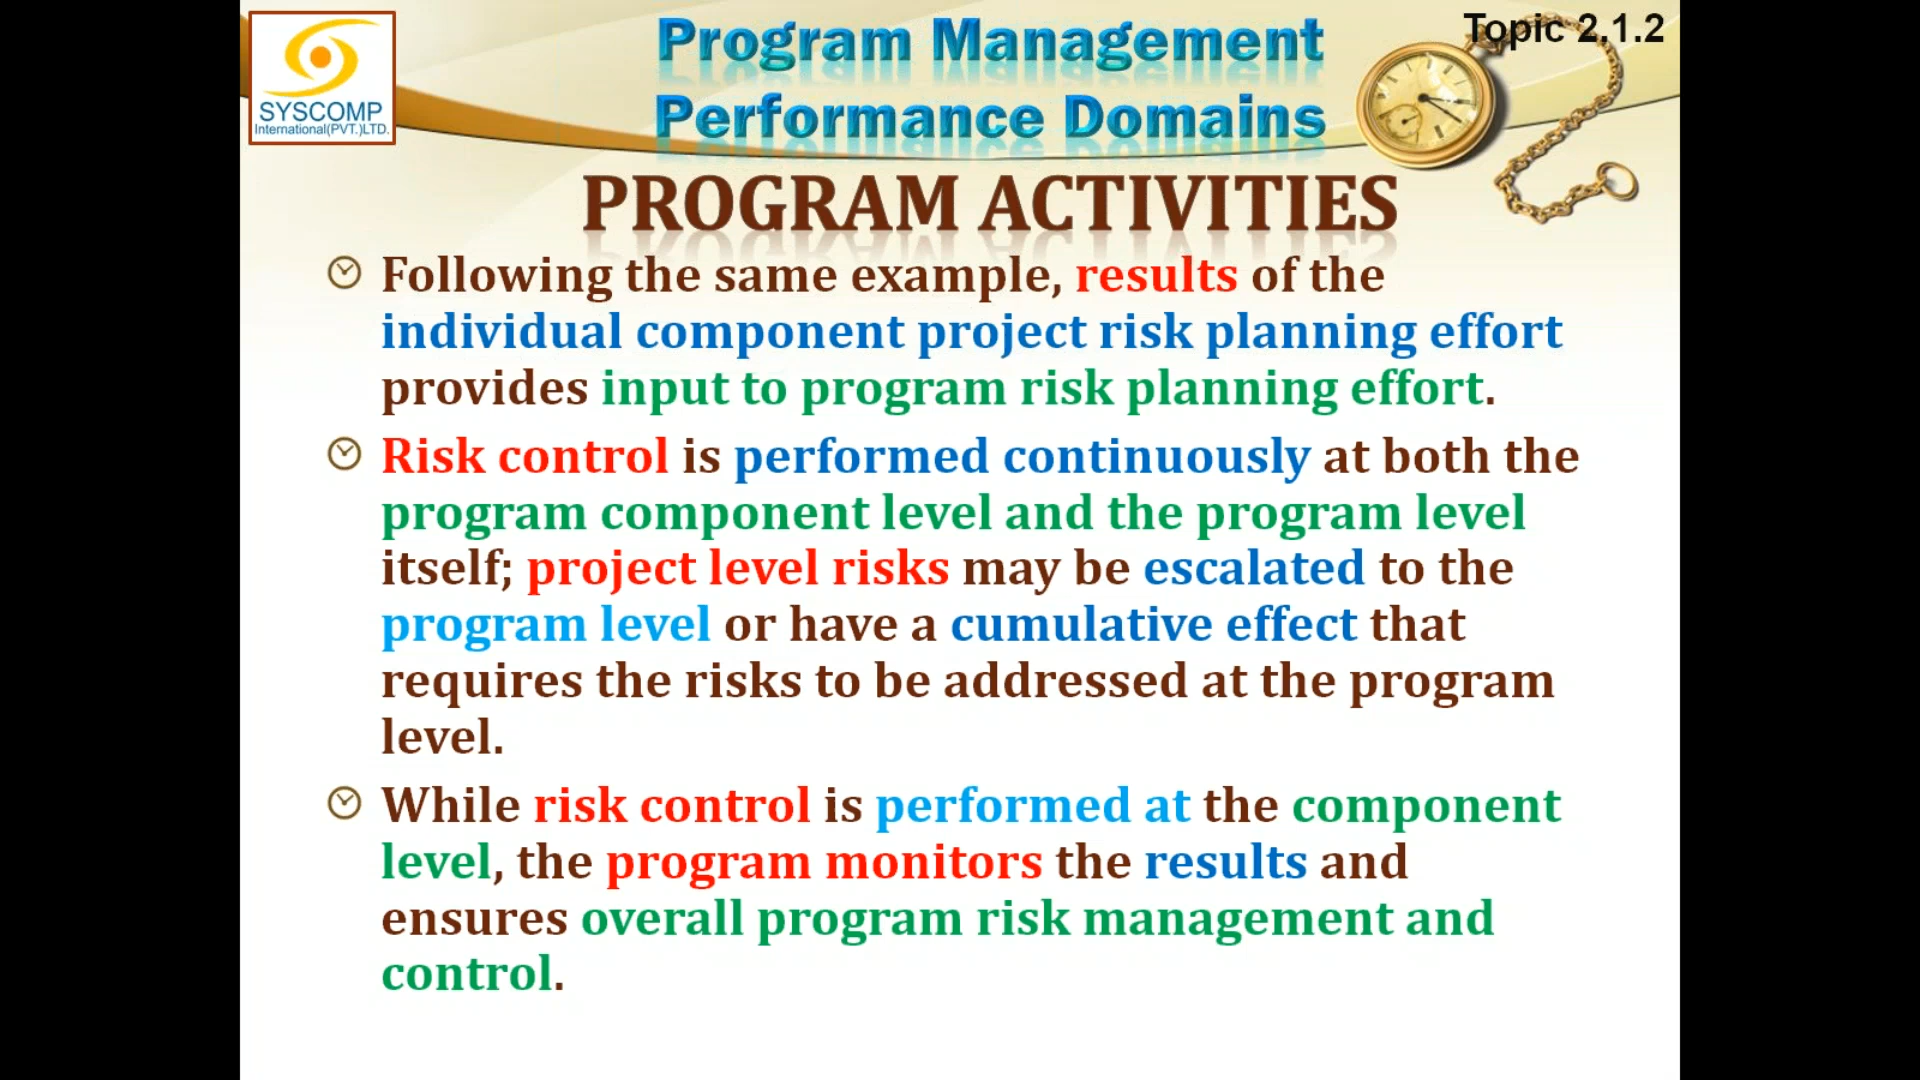 Topic 2.1.2
SYSCOMP
International(PVT.)LTD.
Program Management
Performance Domains
PROGRAM ACTIVITIES
Following the same example, results of the
individual component project risk planning effort
provides input to program risk planning effort.
Risk control is performed continuously at both the
program component level and the program level
itself; project level risks may be escalated to the
program level or have a cumulative effect that
requires the risks to be addressed at the program
level.
While risk control is performed at the component
level, the program monitors the results and
ensures overall program risk management and
control.